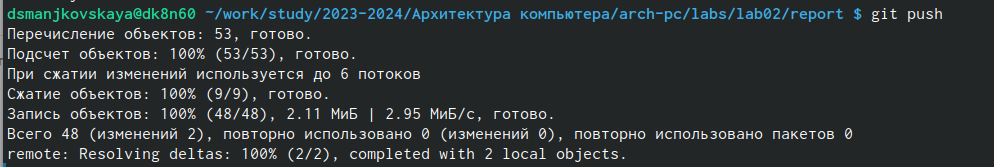 dsmanjkovskaya@dk8n60 ~/work/study/2023-2024/Архитектура компьютера/arch-pc/labs/lab02/report $ git push
Перечисление объектов: 53, готово.
Подсчет объектов: 100% (53/53), готово.
При сжатии изменений используется до 6 потоков
Сжатие объектов: 100% (9/9), готово.
Запись объектов: 100% (48/48), 2.11 МиБ | 2.95 МиБ/с, готово.
Всего 48 (изменений 2), повторно использовано 0 (изменений 0), повторно использовано пакетов 0
remote: Resolving deltas: 100% (2/2), completed with 2 local objects.